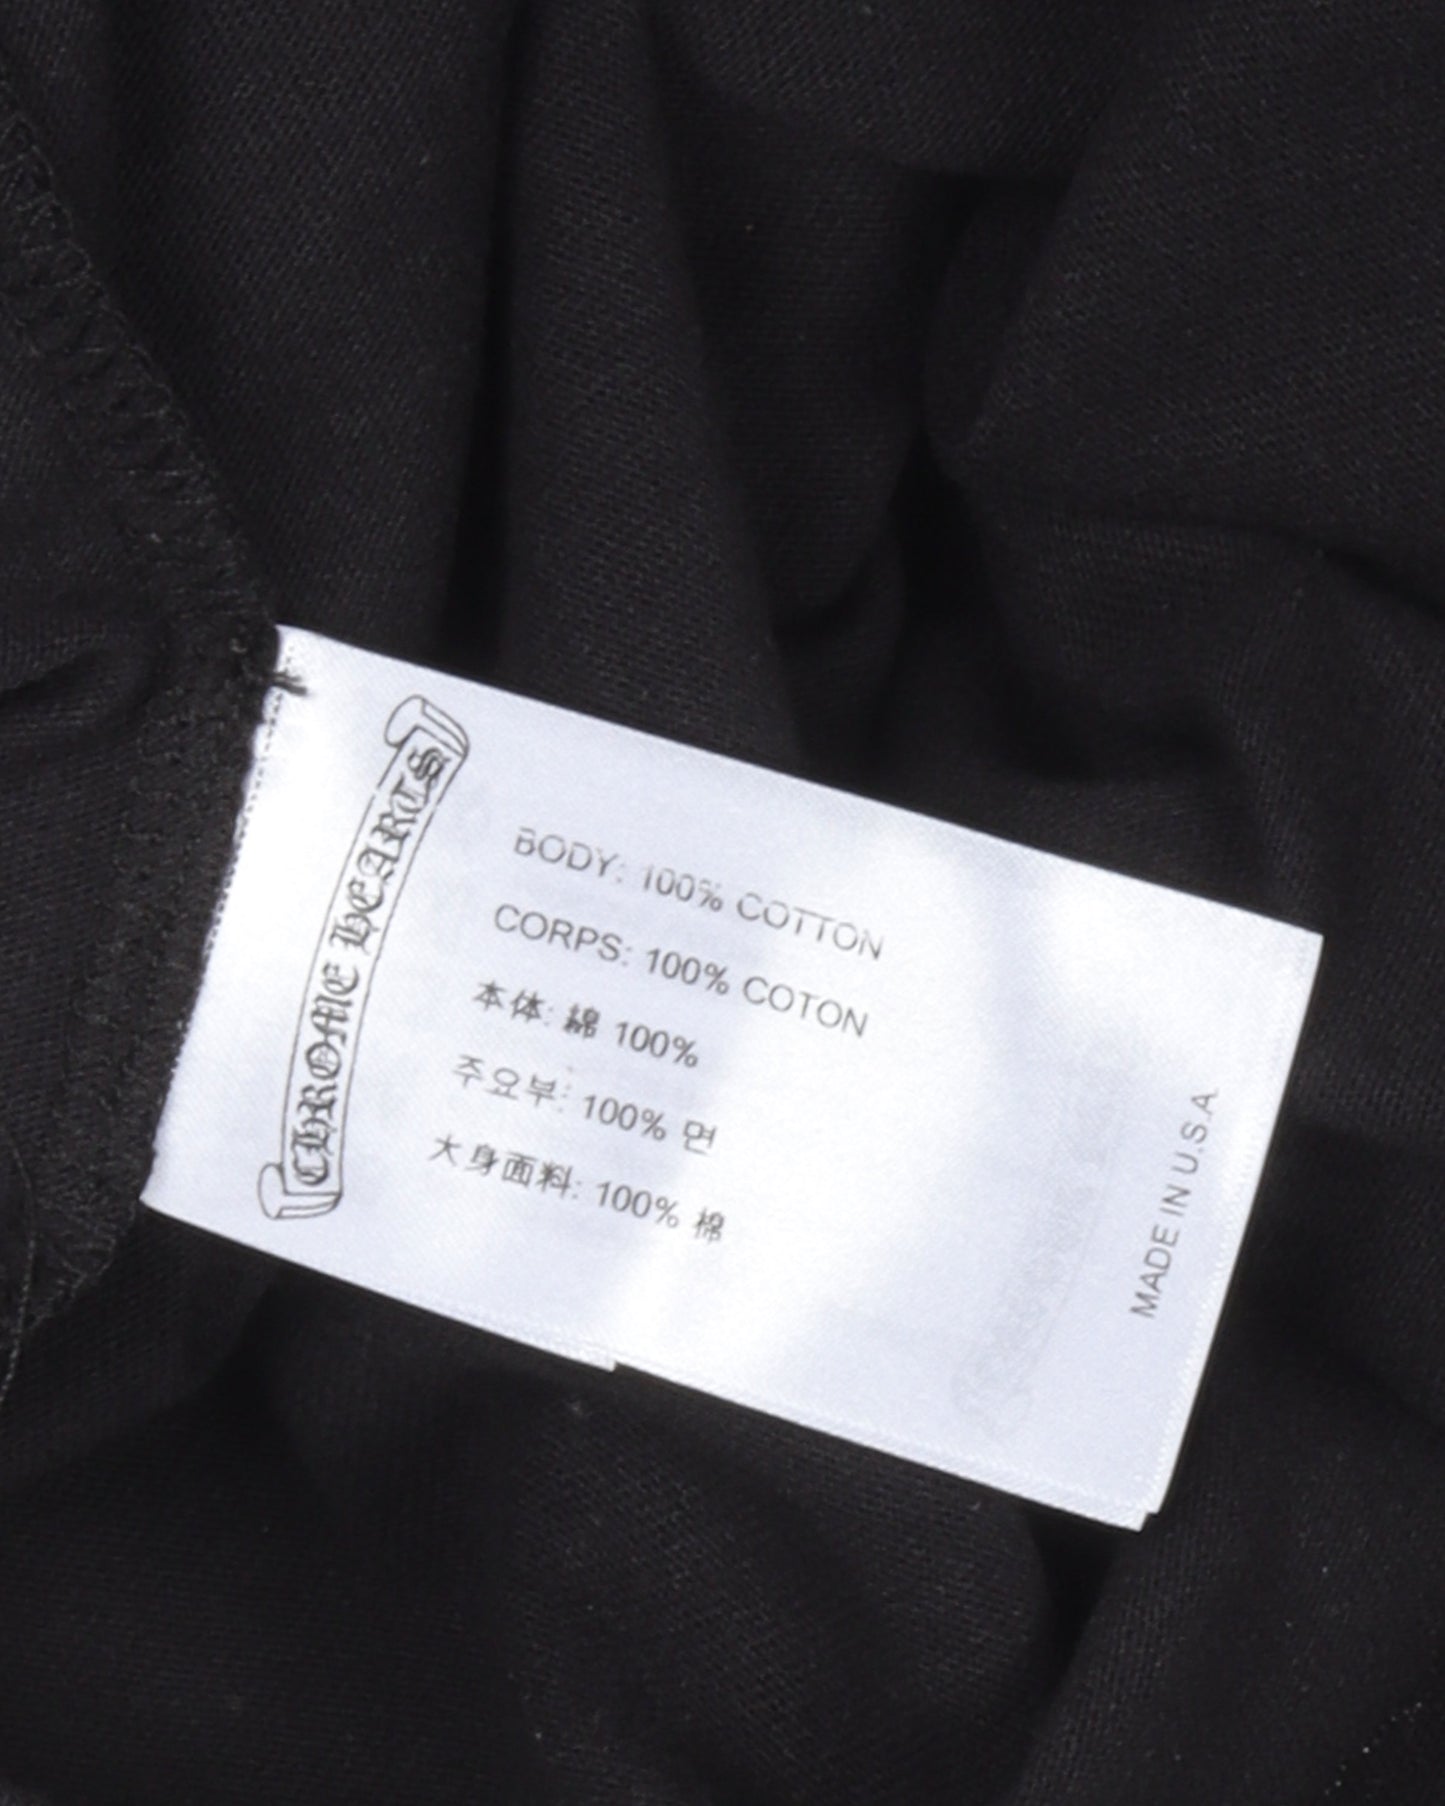 CHROME HEARTS
BODY: 100% COTTON
CORPS: 100% COTON
本体: 綿 100%
주요부: 100% 면
大身面料: 100% 棉
MADE IN U.S.A